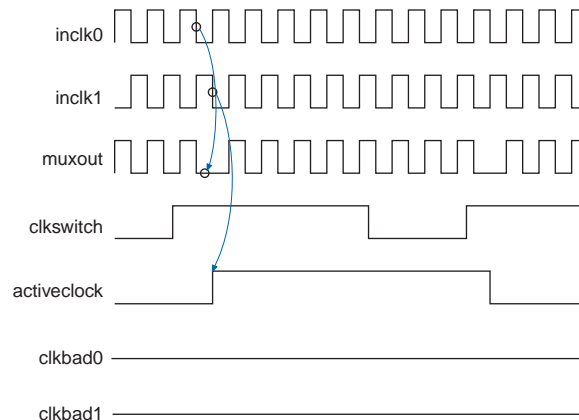 inclk0
inclk1
muxout
clkswitch
activeclock
clkbad0
clkbad1